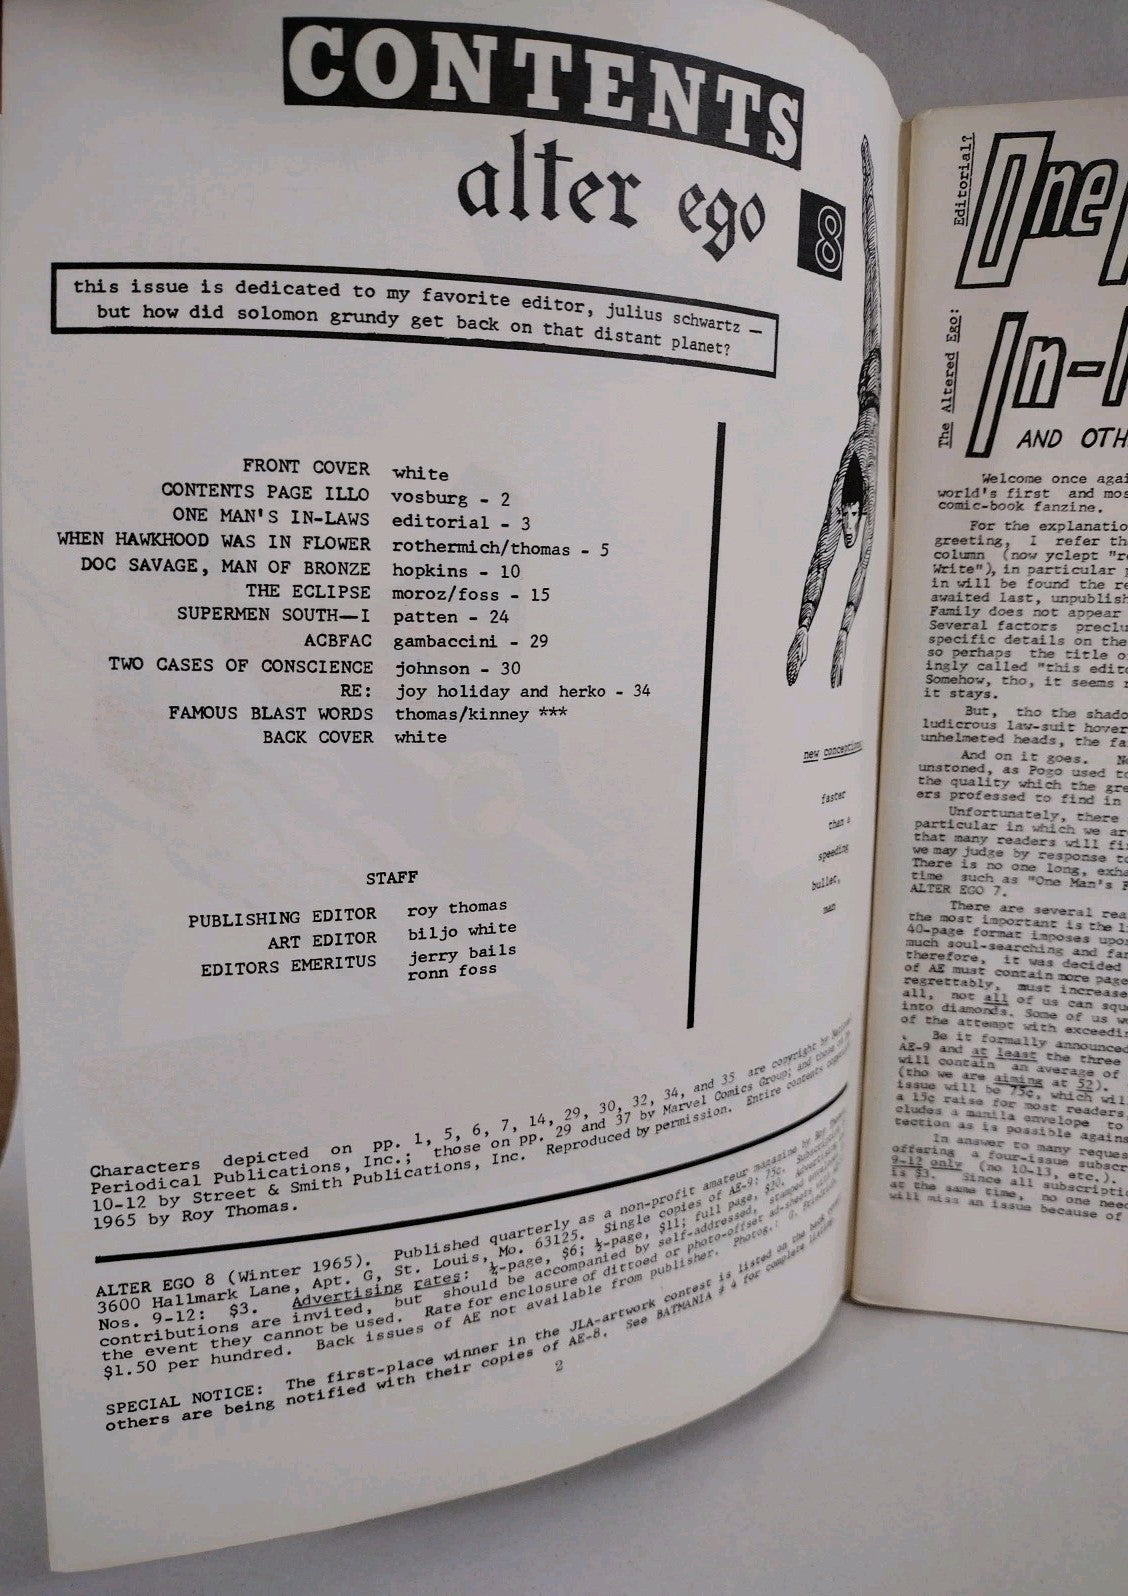 CONTENTS
alter ego 8
this issue is dedicated to my favorite editor, julius schwartz —
but how did solomon grundy get back on that distant planet?
FRONT COVER white
CONTENTS PAGE ILLO vosburg - 2
ONE MAN'S IN-LAWS editorial - 3
WHEN HAWKHOOD WAS IN FLOWER rothermich/thomas - 5
DOC SAVAGE, MAN OF BRONZE hopkins - 10
THE ECLIPSE moroz/foss - 15
SUPERMEN SOUTH—I patten - 24
ACBFAC gambaccini - 29
TWO CASES OF CONSCIENCE johnson - 30
RE: joy holiday and herko - 34
FAMOUS BLAST WORDS thomas/kinney ***
BACK COVER white
new conceptions
faster
than a
speeding
bullet,
man
STAFF
PUBLISHING EDITOR roy thomas
ART EDITOR biljo white
EDITORS EMERITUS jerry bails
ronn foss
Characters depicted on pp. 1, 5, 6, 7, 14, 29, 30, 32, 34, and 35 are copyright by National
Periodical Publications, Inc.; those on pp. 29 and 37 by Marvel Comics Group; and those on pp.
10-12 by Street & Smith Publications, Inc. Reproduced by permission. Entire contents copyright
1965 by Roy Thomas.
ALTER EGO 8 (Winter 1965). Published quarterly as a non-profit amateur magazine by Roy Thomas,
3600 Hallmark Lane, Apt. G, St. Louis, Mo. 63125. Single copies of AE-9: 75¢. Subscription,
Nos. 9-12: $3. Advertising rates: ¼-page, $6; ½-page, $11; full page, $20. Advertising
contributions are invited, but should be accompanied by self-addressed, stamped
the event they cannot be used. Rate for enclosure of dittoed or photo-offset ad-sheets
$1.50 per hundred. Back issues of AE not available from publisher. Photog.: G. Friedrich.
SPECIAL NOTICE: The first-place winner in the JLA-artwork contest is listed on the back
others are being notified with their copies of AE-8. See BATMANIA # 4 for complete
2
Editorial?
One
The Altered Ego:
In-
AND OTH
Welcome once agai
world's first and mos
comic-book fanzine.
For the explanatio
greeting, I refer th
column (now yclept "r
Write"), in particular
in will be found the re
awaited last, unpublish
Family does not appear
Several factors preclu
specific details on the
so perhaps the title o
ingly called "this edito
Somehow, tho, it seems
it stays.
But, tho the shado
ludicrous law-suit hover
unhelmeted heads, the fa
And on it goes. No
unstoned, as Pogo used to
the quality which the gre
ers professed to find in
Unfortunately, there
particular in which we ar
that many readers will fi
we may judge by response to
There is no one long, exha
time such as "One Man's F
ALTER EGO 7.
There are several rea
the most important is the li
40-page format imposes upon
much soul-searching and far
therefore, it was decided
of AE must contain more page
regrettably, must increase
all, not all of us can squ
into diamonds. Some of us w
of the attempt with exceedi
Be it formally announced
AE-9 and at least the three
will contain an average of
(tho we are aiming at 52).
issue will be 75¢, which wil
a 15¢ raise for most readers.
cludes a manila envelope to
tection as is possible agains
In answer to many reques
offering a four-issue subscr
9-12 only (no 10-13, etc.).
is $3. Since all subscriptio
at the same time, no one need
will miss an issue because of